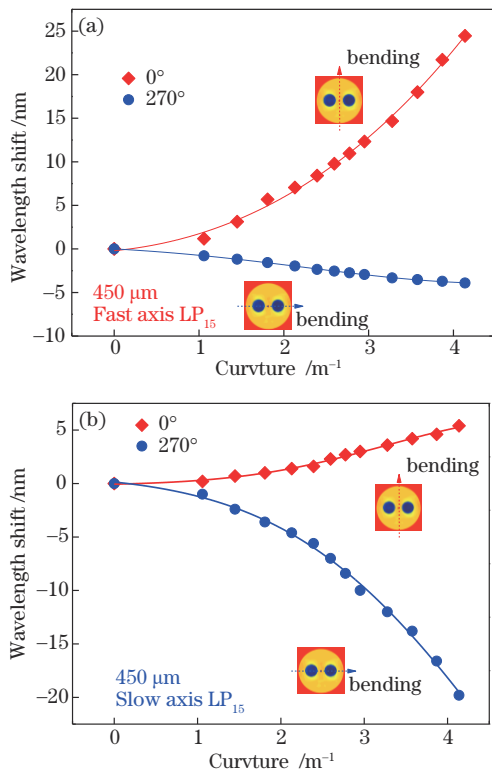 (a)
0°
270°
bending
25
20
15
10
5
0
−5
−10
Wavelength shift /nm
450 μm
Fast axis LP₁₅
bending
0 1 2 3 4
Curvture /m⁻¹
(b)
0°
270°
bending
5
0
−5
−10
−15
−20
Wavelength shift /nm
450 μm
Slow axis LP₁₅
bending
0 1 2 3 4
Curvture /m⁻¹